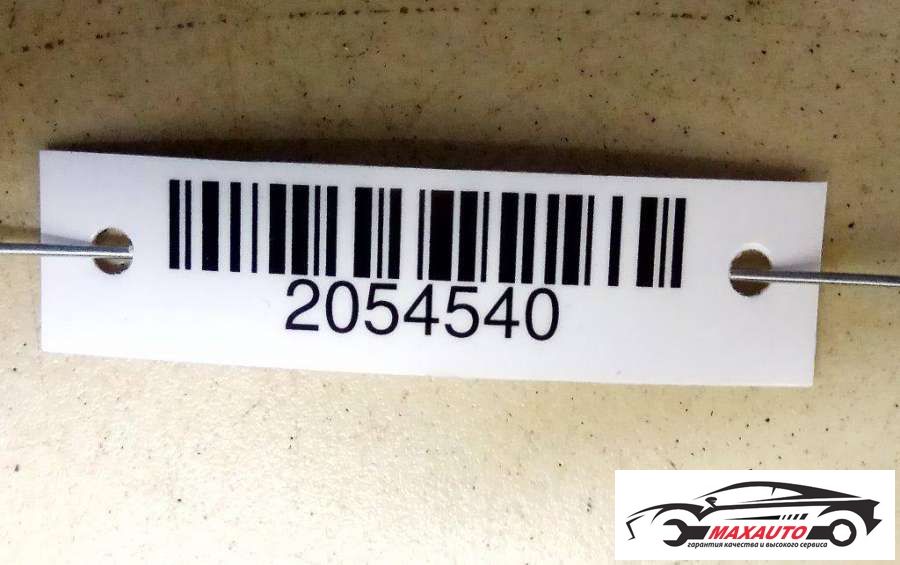 2054540
MAXAUTO
гарантия качества и высокого сервиса